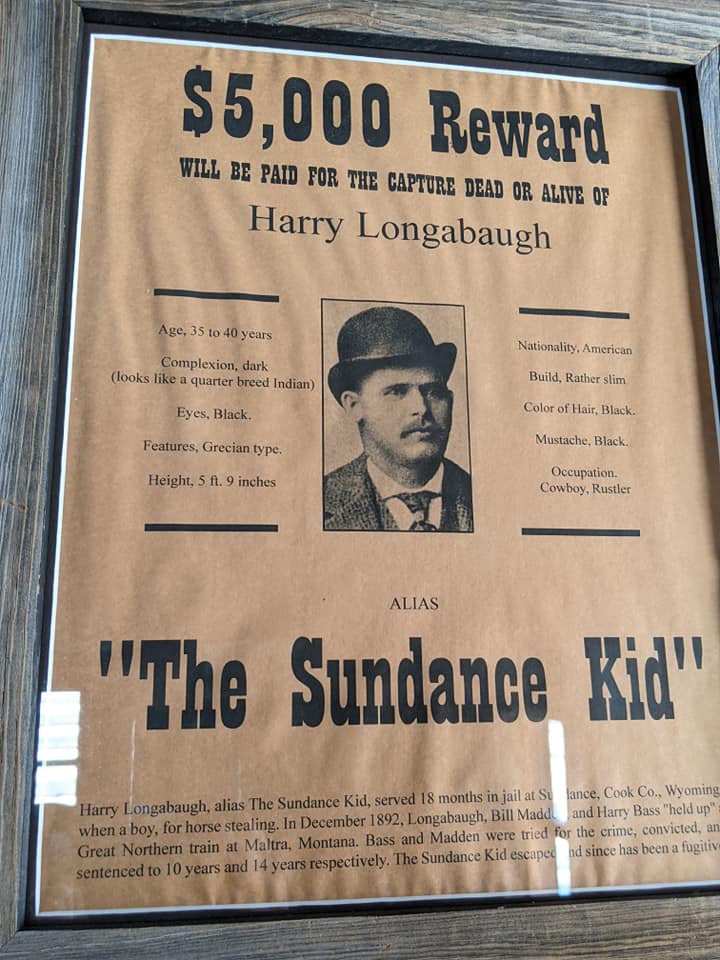 $5,000 Reward
WILL BE PAID FOR THE CAPTURE DEAD OR ALIVE OF
Harry Longabaugh
Age, 35 to 40 years
Complexion, dark
(looks like a quarter breed Indian)
Eyes, Black.
Features, Grecian type.
Height, 5 ft. 9 inches
Nationality, American
Build, Rather slim
Color of Hair, Black.
Mustache, Black.
Occupation.
Cowboy, Rustler
ALIAS
"The Sundance Kid"
Harry Longabaugh, alias The Sundance Kid, served 18 months in jail at Sundance, Cook Co., Wyoming
when a boy, for horse stealing. In December 1892, Longabaugh, Bill Madden and Harry Bass "held up"
Great Northern train at Maltra, Montana. Bass and Madden were tried for the crime, convicted, an
sentenced to 10 years and 14 years respectively. The Sundance Kid escaped and since has been a fugitiv